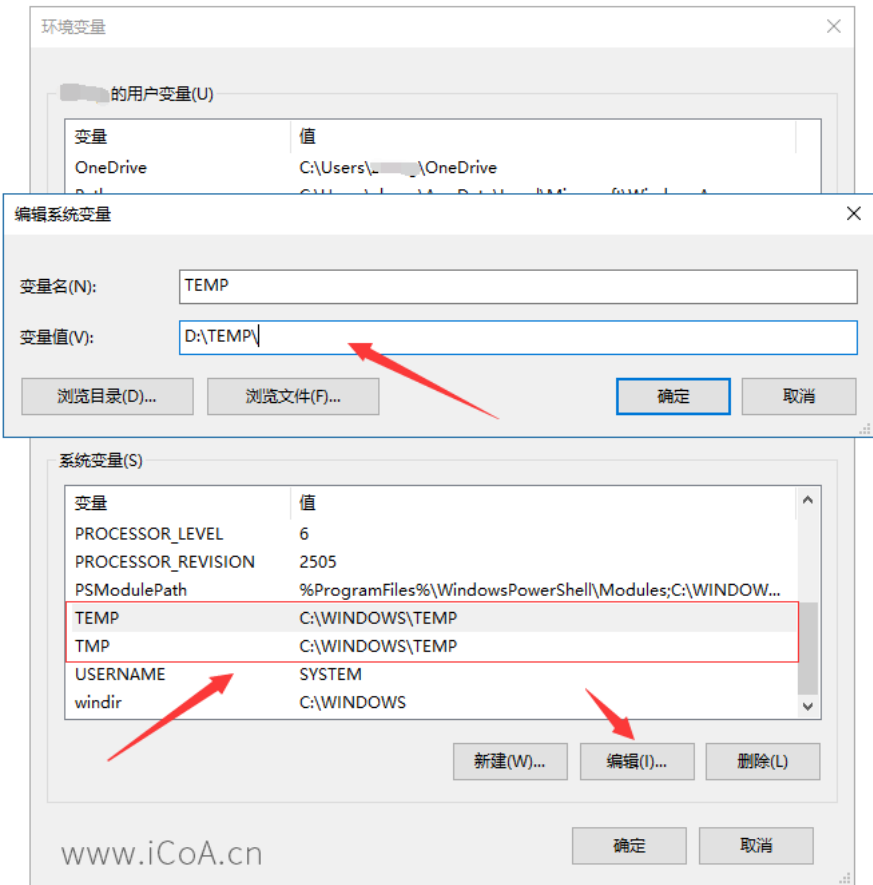 环境变量
的用户变量(U)
变量 值
OneDrive C:\Users\ \OneDrive
编辑系统变量
变量名(N): TEMP
变量值(V): D:\TEMP\
浏览目录(D)... 浏览文件(F)... 确定 取消
系统变量(S)
变量 值
PROCESSOR_LEVEL 6
PROCESSOR_REVISION 2505
PSModulePath %ProgramFiles%\WindowsPowerShell\Modules;C:\WINDOW...
TEMP C:\WINDOWS\TEMP
TMP C:\WINDOWS\TEMP
USERNAME SYSTEM
windir C:\WINDOWS
新建(W)... 编辑(I)... 删除(L)
www.iCoA.cn 确定 取消